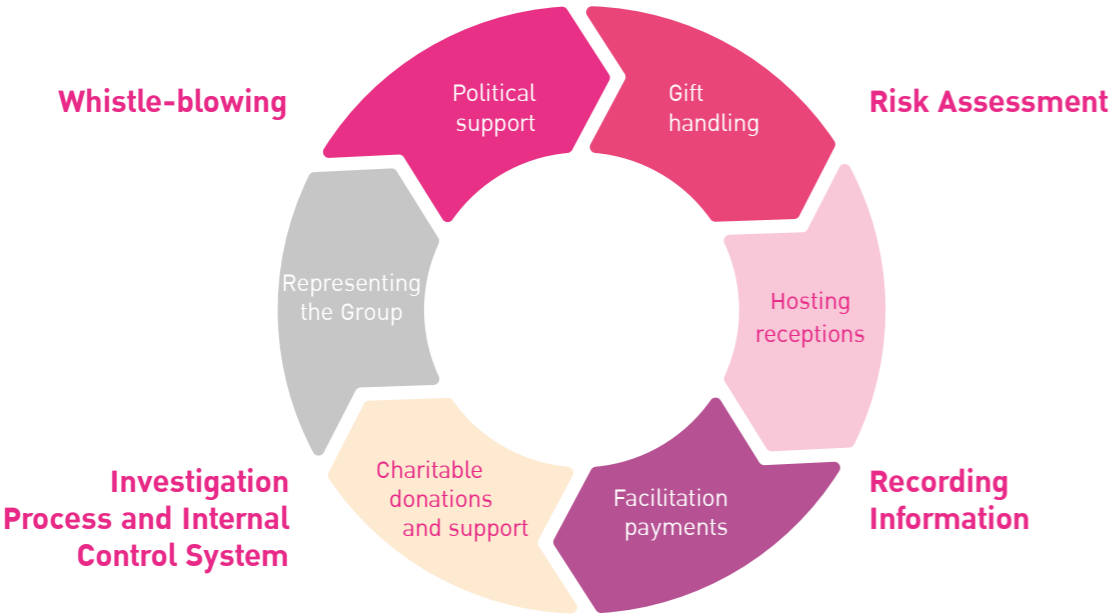 Whistle-blowing
Political
support
Gift
handling
Risk Assessment
Representing
the Group
Hosting
receptions
Investigation
Process and Internal
Control System
Charitable
donations
and support
Facilitation
payments
Recording
Information